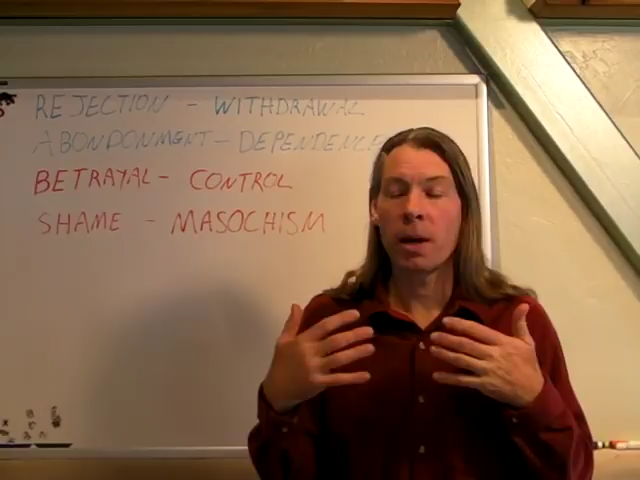 REJECTION - WITHDRAWAL
ABONDONMENT - DEPENDENCE
BETRAYAL - CONTROL
SHAME - MASOCHISM